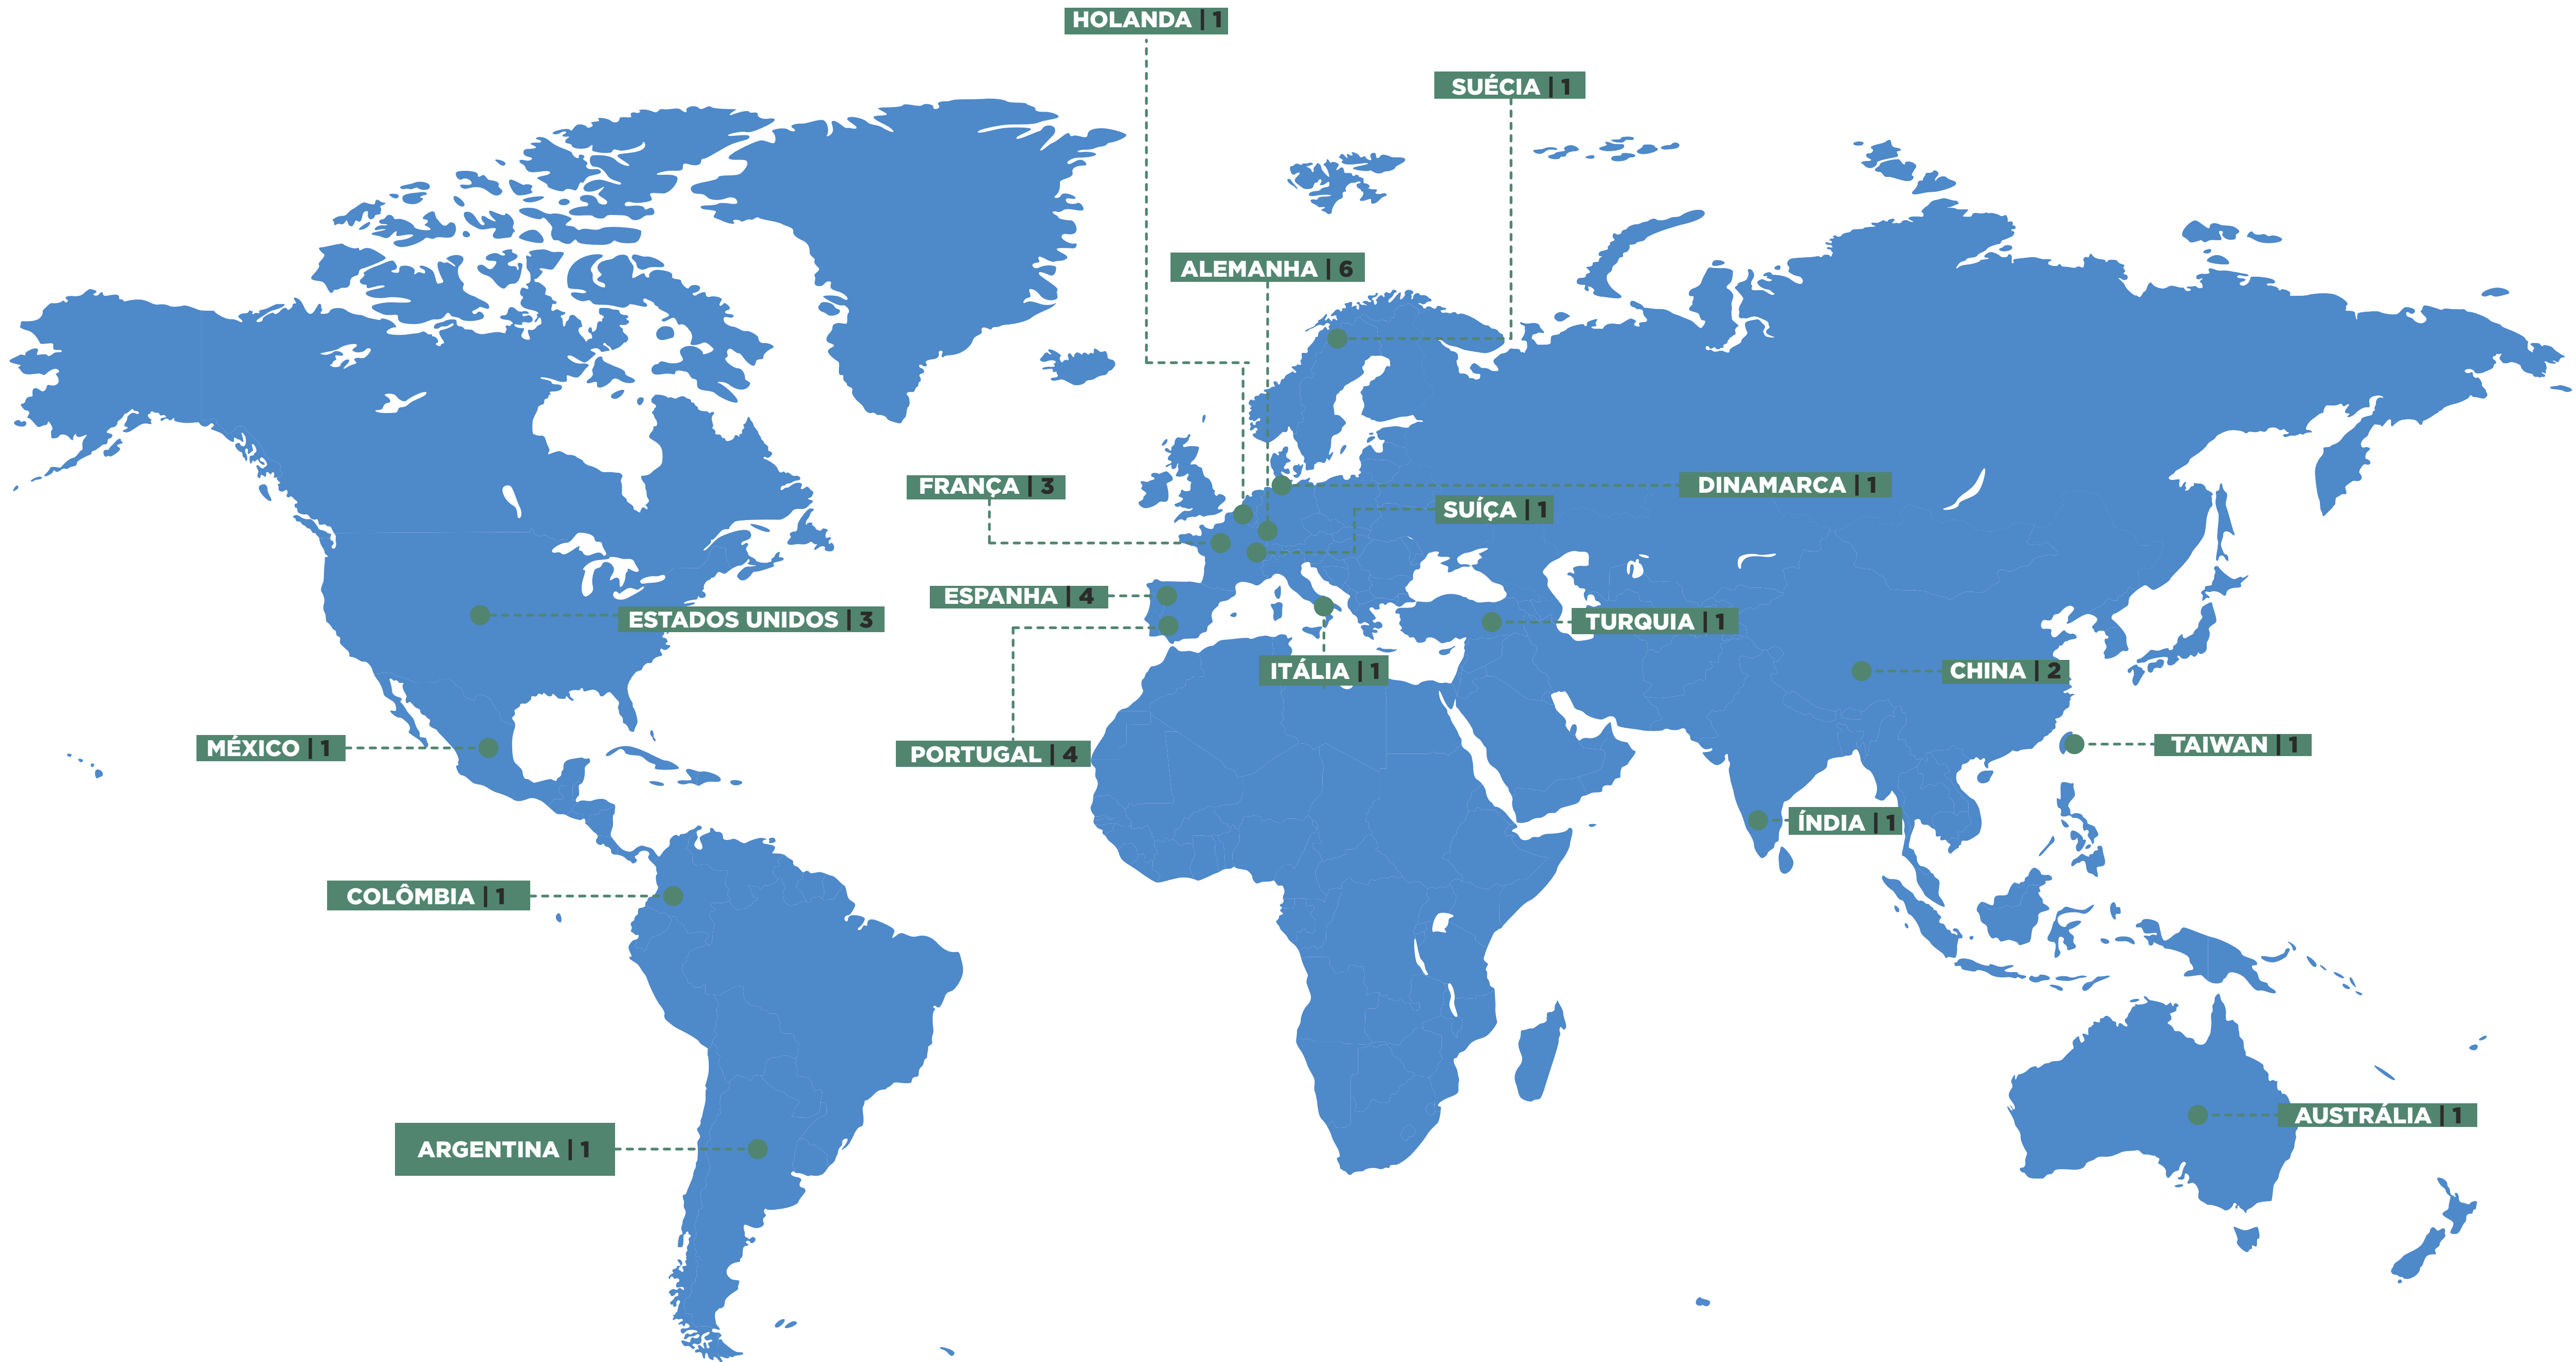 HOLANDA | 1
SUÉCIA | 1
ALEMANHA | 6
FRANÇA | 3
DINAMARCA | 1
SUÍÇA | 1
ESPANHA | 4
ESTADOS UNIDOS | 3
TURQUIA | 1
ITÁLIA | 1
CHINA | 2
MÉXICO | 1
PORTUGAL | 4
TAIWAN | 1
ÍNDIA | 1
COLÔMBIA | 1
AUSTRÁLIA | 1
ARGENTINA | 1